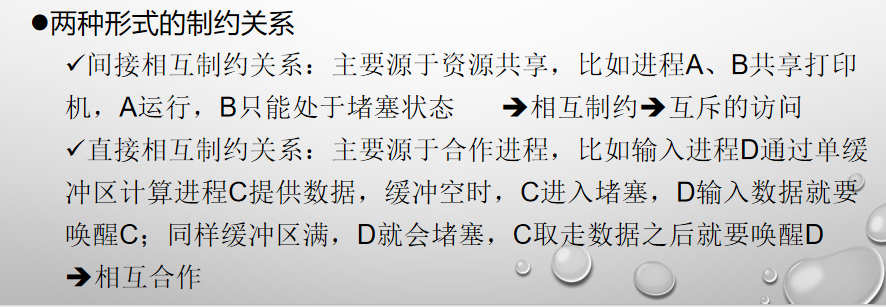 ●两种形式的制约关系
✓间接相互制约关系：主要源于资源共享，比如进程A、B共享打印
机，A运行，B只能处于堵塞状态 ➔相互制约➔互斥的访问
✓直接相互制约关系：主要源于合作进程，比如输入进程D通过单缓
冲区计算进程C提供数据，缓冲空时，C进入堵塞，D输入数据就要
唤醒C；同样缓冲区满，D就会堵塞，C取走数据之后就要唤醒D
➔相互合作